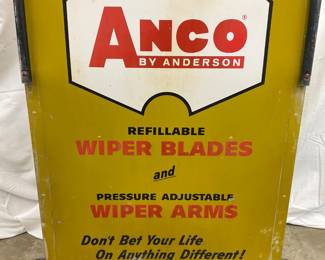 ANCO®
BY ANDERSON
REFILLABLE
WIPER BLADES
and
PRESSURE ADJUSTABLE
WIPER ARMS
Don't Bet Your Life
On Anything Different!